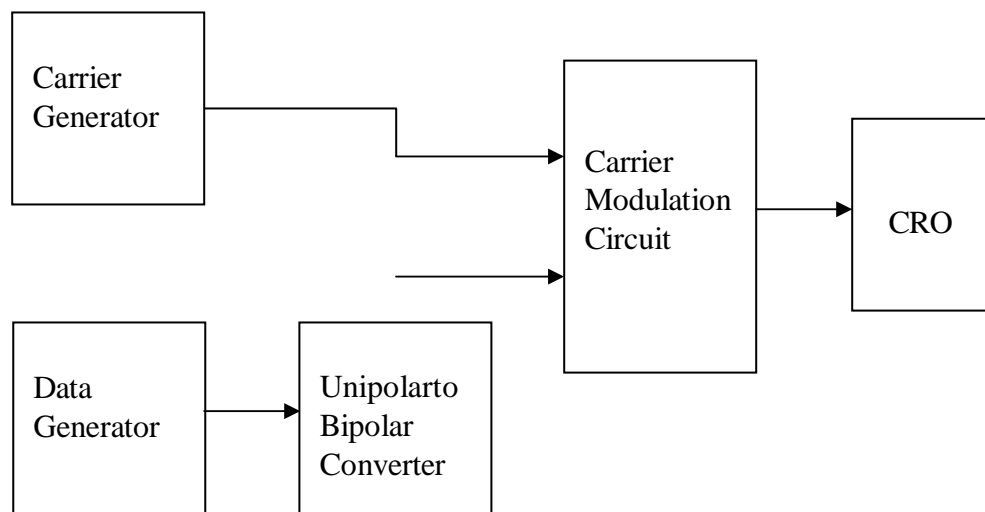 Carrier
Generator
Carrier
Modulation
Circuit
CRO
Data
Generator
Unipolarto
Bipolar
Converter